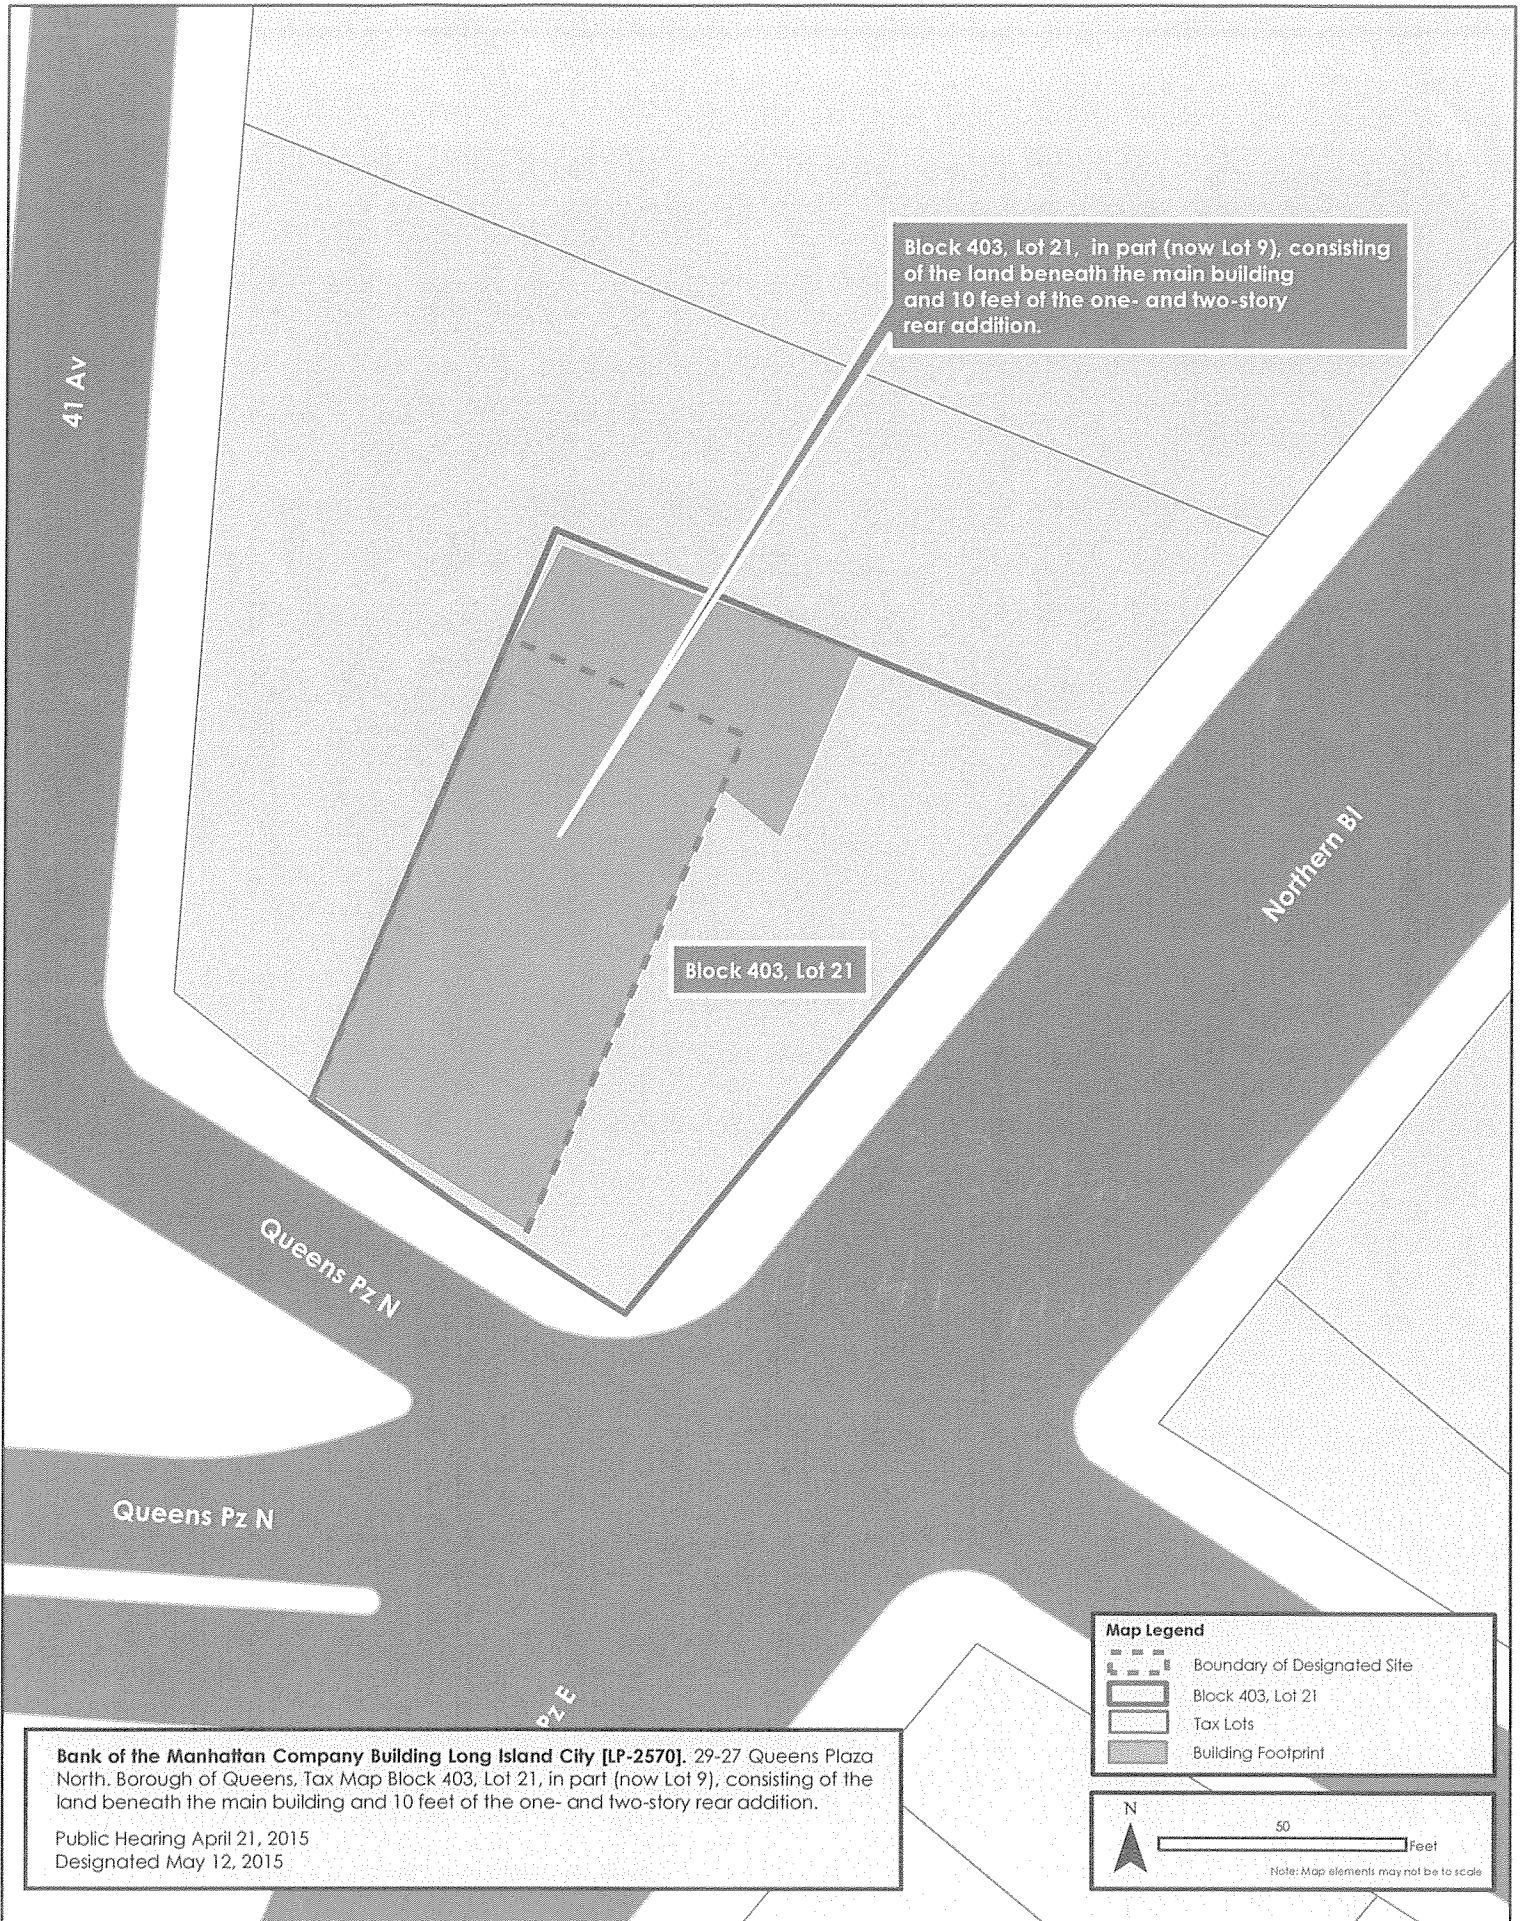 Block 403, Lot 21, in part (now Lot 9), consisting
of the land beneath the main building
and 10 feet of the one- and two-story
rear addition.
41 Av
Northern Bl
Block 403, Lot 21
Queens Pz N
Queens Pz N
Pz E
Map Legend
Boundary of Designated Site
Block 403, Lot 21
Tax Lots
Building Footprint
Bank of the Manhattan Company Building Long Island City [LP-2570]. 29-27 Queens Plaza
North. Borough of Queens, Tax Map Block 403, Lot 21, in part (now Lot 9), consisting of the
land beneath the main building and 10 feet of the one- and two-story rear addition.
Public Hearing April 21, 2015
Designated May 12, 2015
N
50
Feet
Note: Map elements may not be to scale